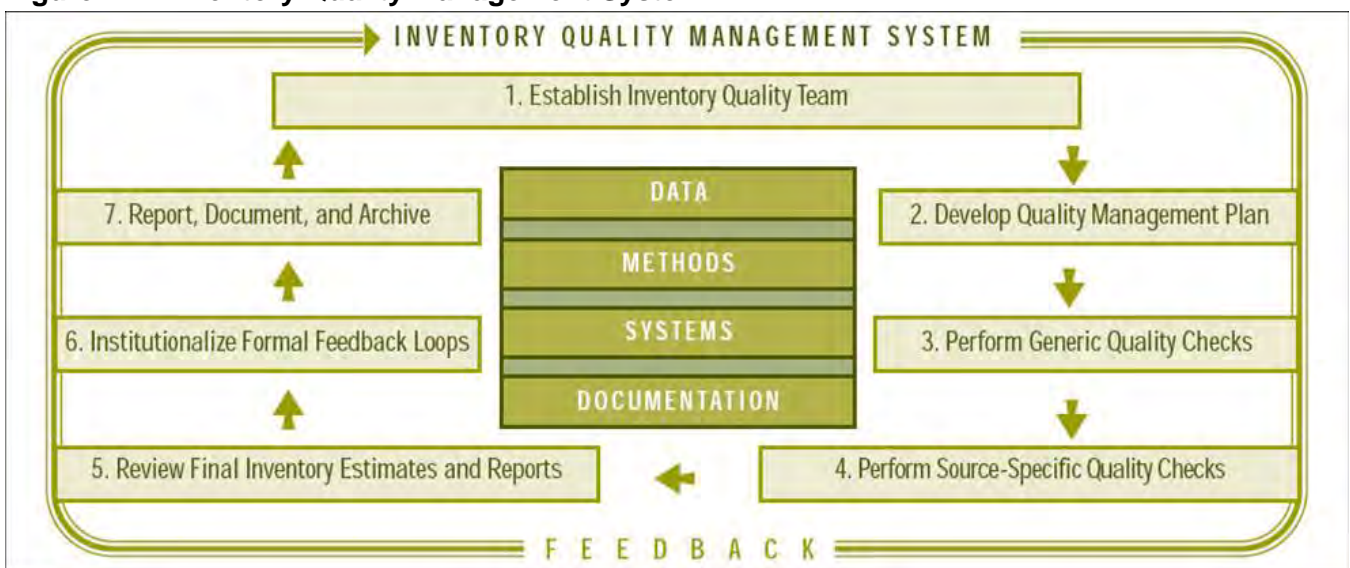 INVENTORY QUALITY MANAGEMENT SYSTEM
1. Establish Inventory Quality Team
DATA
7. Report, Document, and Archive
2. Develop Quality Management Plan
METHODS
6. Institutionalize Formal Feedback Loops
SYSTEMS
3. Perform Generic Quality Checks
DOCUMENTATION
5. Review Final Inventory Estimates and Reports
4. Perform Source-Specific Quality Checks
FEEDBACK